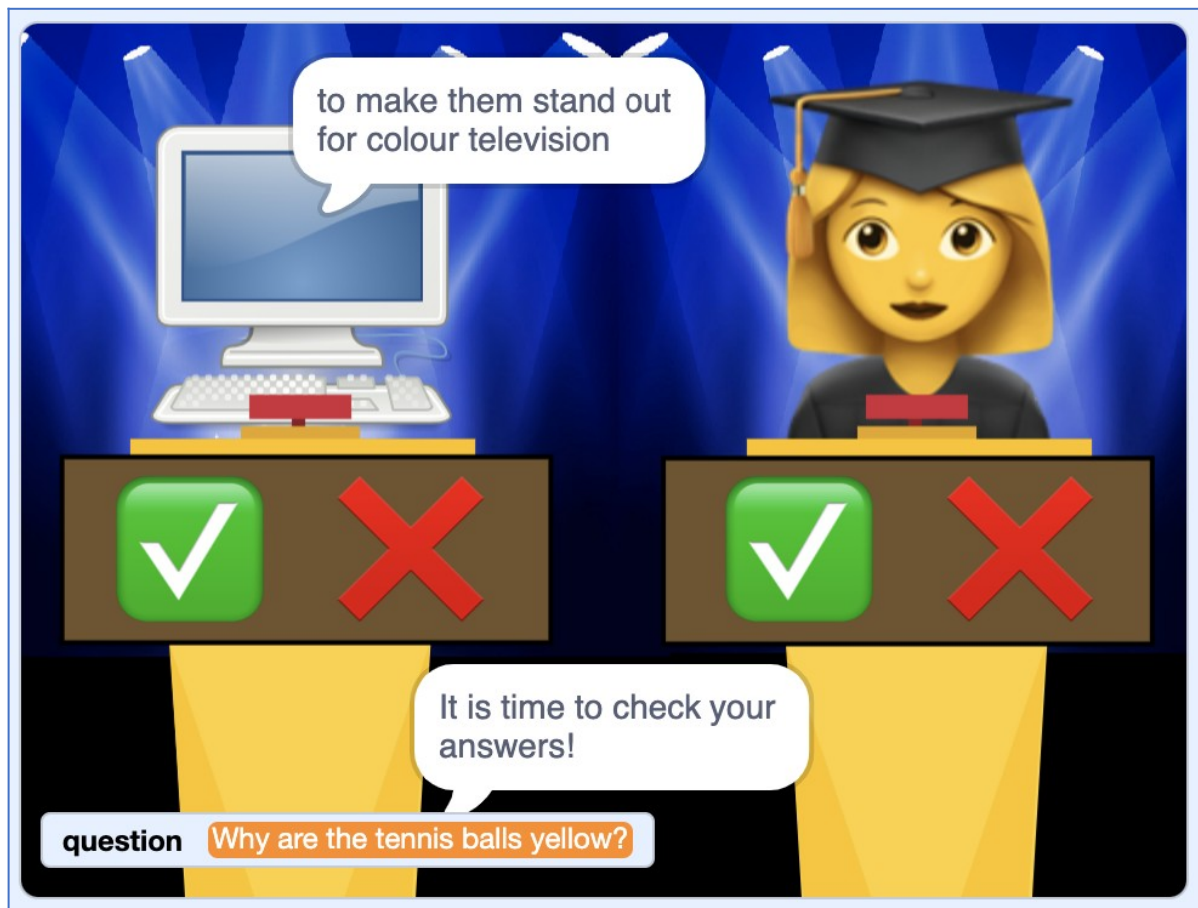 to make them stand out
for colour television
It is time to check your
answers!
question Why are the tennis balls yellow?